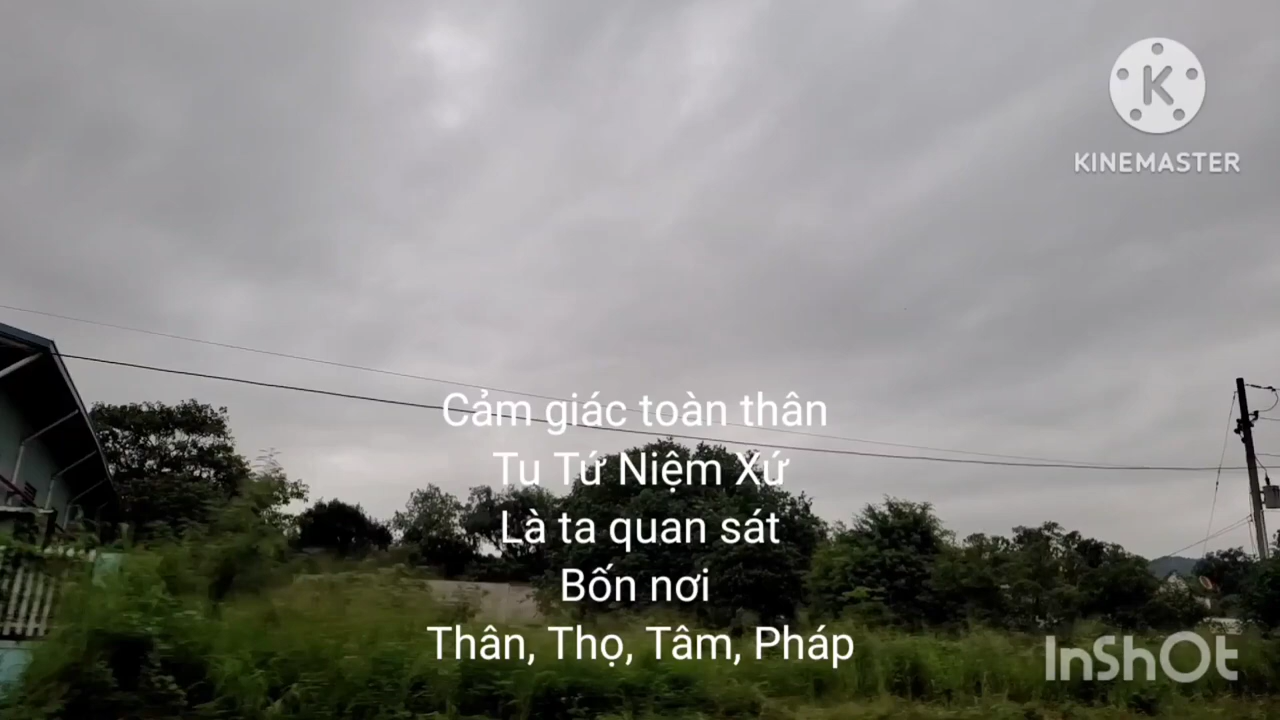 KINEMASTER
Cảm giác toàn thân
Tu Tứ Niệm Xứ
Là ta quan sát
Bốn nơi
Thân, Thọ, Tâm, Pháp
InShOt